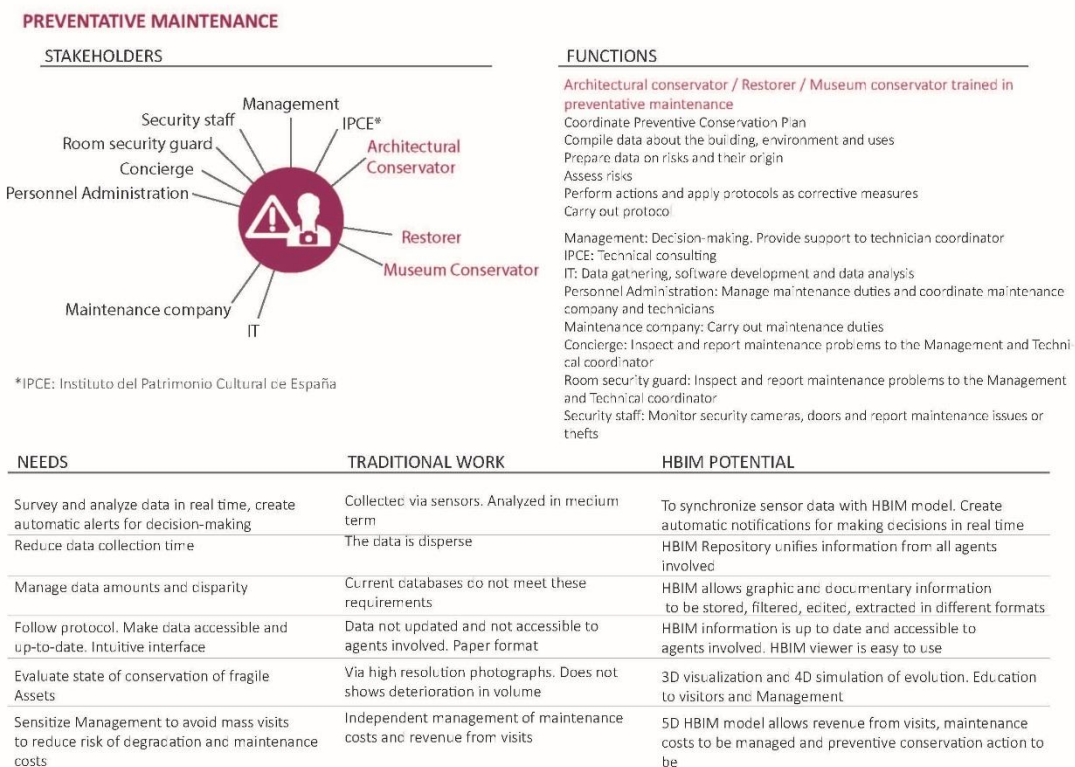 PREVENTATIVE MAINTENANCE
STAKEHOLDERS
Management
Security staff
IPCE*
Room security guard
Architectural
Conservator
Concierge
Personnel Administration
Restorer
Museum Conservator
Maintenance company
IT
*IPCE: Instituto del Patrimonio Cultural de España
FUNCTIONS
Architectural conservator / Restorer / Museum conservator trained in
preventative maintenance
Coordinate Preventive Conservation Plan
Compile data about the building, environment and uses
Prepare data on risks and their origin
Assess risks
Perform actions and apply protocols as corrective measures
Carry out protocol
Management: Decision-making. Provide support to technician coordinator
IPCE: Technical consulting
IT: Data gathering, software development and data analysis
Personnel Administration: Manage maintenance duties and coordinate maintenance
company and technicians
Maintenance company: Carry out maintenance duties
Concierge: Inspect and report maintenance problems to the Management and Techni-
cal coordinator
Room security guard: Inspect and report maintenance problems to the Management
and Technical coordinator
Security staff: Monitor security cameras, doors and report maintenance issues or
thefts
NEEDS
TRADITIONAL WORK
HBIM POTENTIAL
Survey and analyze data in real time, create
automatic alerts for decision-making
Collected via sensors. Analyzed in medium
term
To synchronize sensor data with HBIM model. Create
automatic notifications for making decisions in real time
Reduce data collection time
The data is disperse
HBIM Repository unifies information from all agents
involved
Manage data amounts and disparity
Current databases do not meet these
requirements
HBIM allows graphic and documentary information
to be stored, filtered, edited, extracted in different formats
Follow protocol. Make data accessible and
up-to-date. Intuitive interface
Data not updated and not accessible to
agents involved. Paper format
HBIM information is up to date and accessible to
agents involved. HBIM viewer is easy to use
Evaluate state of conservation of fragile
Assets
Via high resolution photographs. Does not
shows deterioration in volume
3D visualization and 4D simulation of evolution. Education
to visitors and Management
Sensitize Management to avoid mass visits
to reduce risk of degradation and maintenance
costs
Independent management of maintenance
costs and revenue from visits
5D HBIM model allows revenue from visits, maintenance
costs to be managed and preventive conservation action to
be